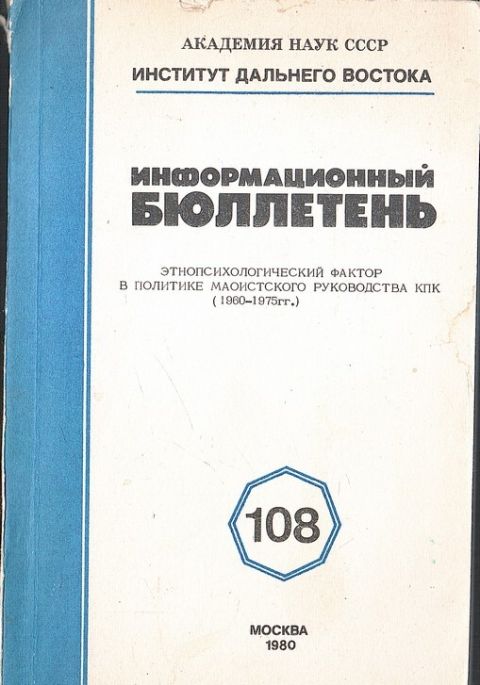 АКАДЕМИЯ НАУК СССР
ИНСТИТУТ ДАЛЬНЕГО ВОСТОКА
ИНФОРМАЦИОННЫЙ
БЮЛЛЕТЕНЬ
ЭТНОПСИХОЛОГИЧЕСКИЙ ФАКТОР
В ПОЛИТИКЕ МАОИСТСКОГО РУКОВОДСТВА КПК
(1960-1975гг.)
108
МОСКВА
1980